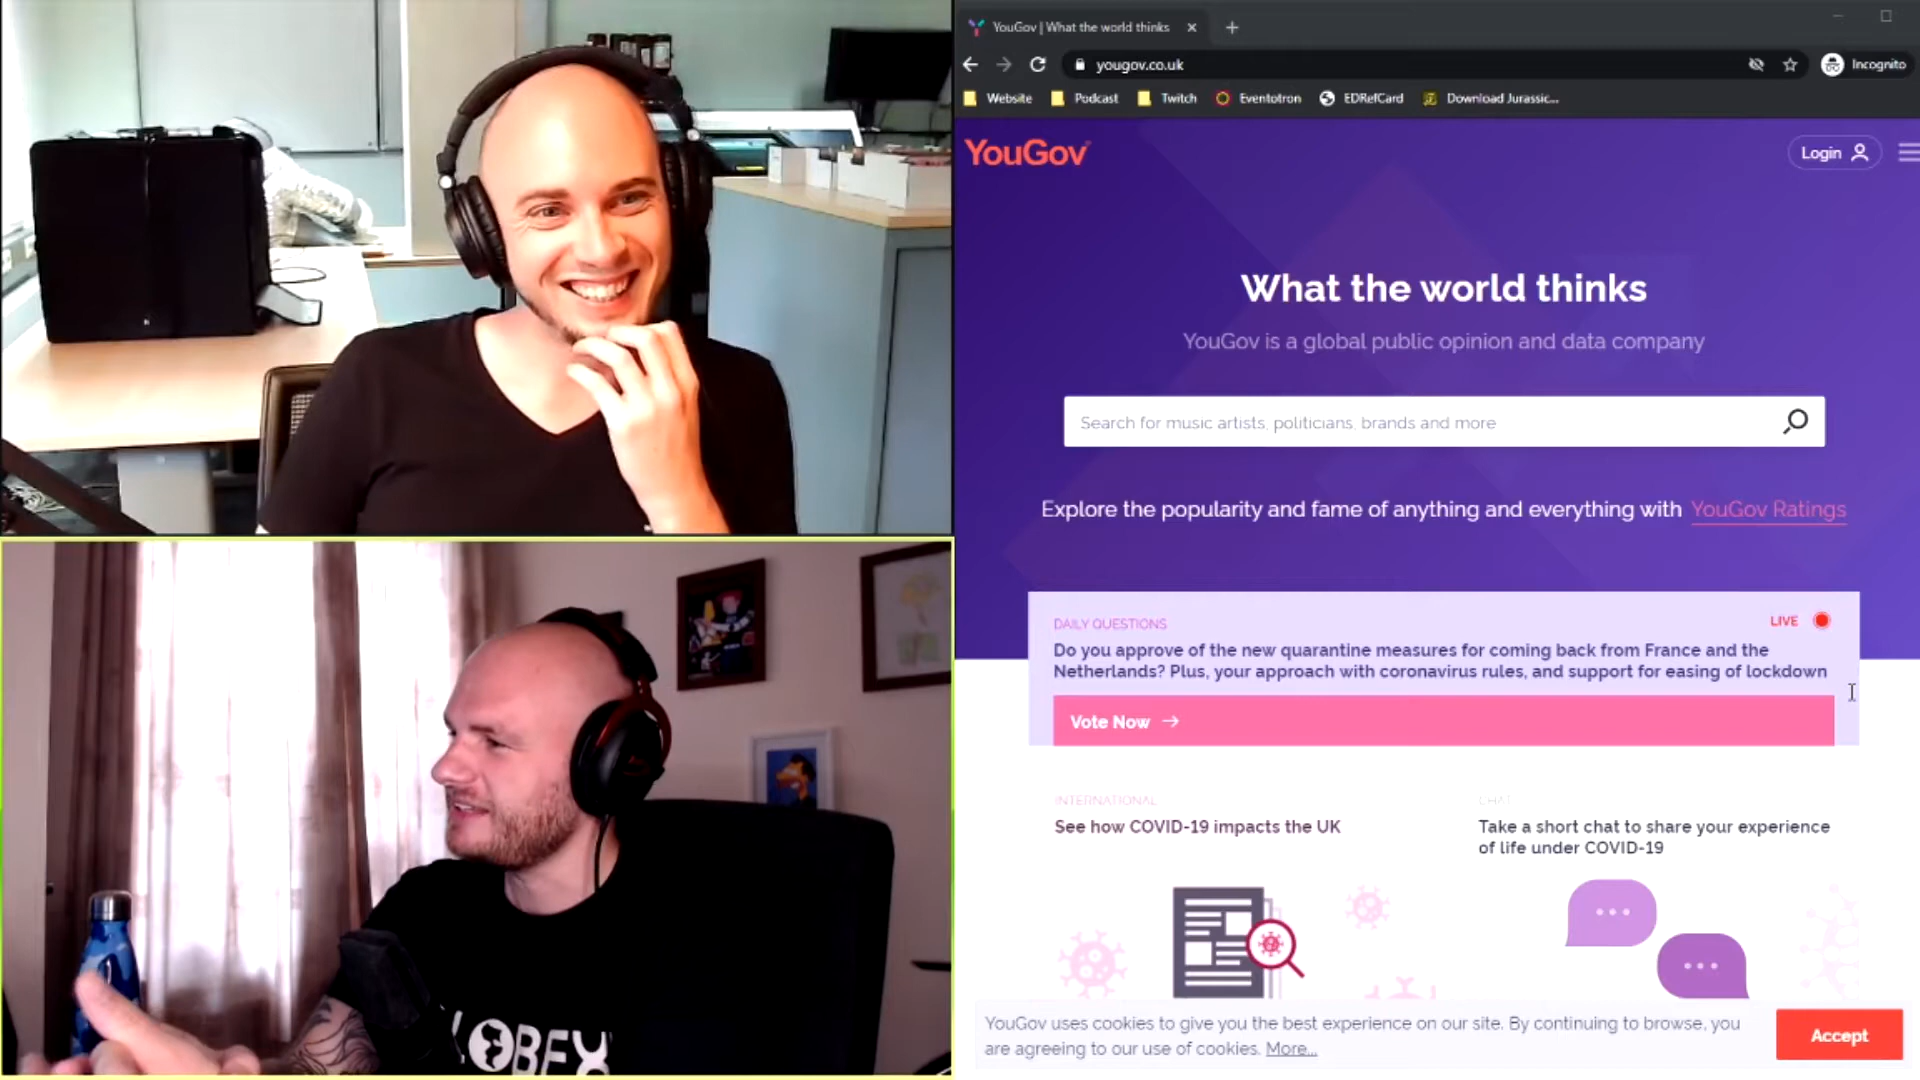 YouGov | What the world thinks
yougov.co.uk
Incognito
Website
Podcast
Twitch
Eventotron
EDRefCard
Download Jurassic...
YouGov
Login
What the world thinks
YouGov is a global public opinion and data company
Search for music artists, politicians, brands and more
Explore the popularity and fame of anything and everything with YouGov Ratings
DAILY QUESTIONS
LIVE
Do you approve of the new quarantine measures for coming back from France and the
Netherlands? Plus, your approach with coronavirus rules, and support for easing of lockdown
Vote Now
INTERNATIONAL
See how COVID-19 impacts the UK
CHAT
Take a short chat to share your experience
of life under COVID-19
YouGov uses cookies to give you the best experience on our site. By continuing to browse, you
are agreeing to our use of cookies. More...
Accept
LOBEX